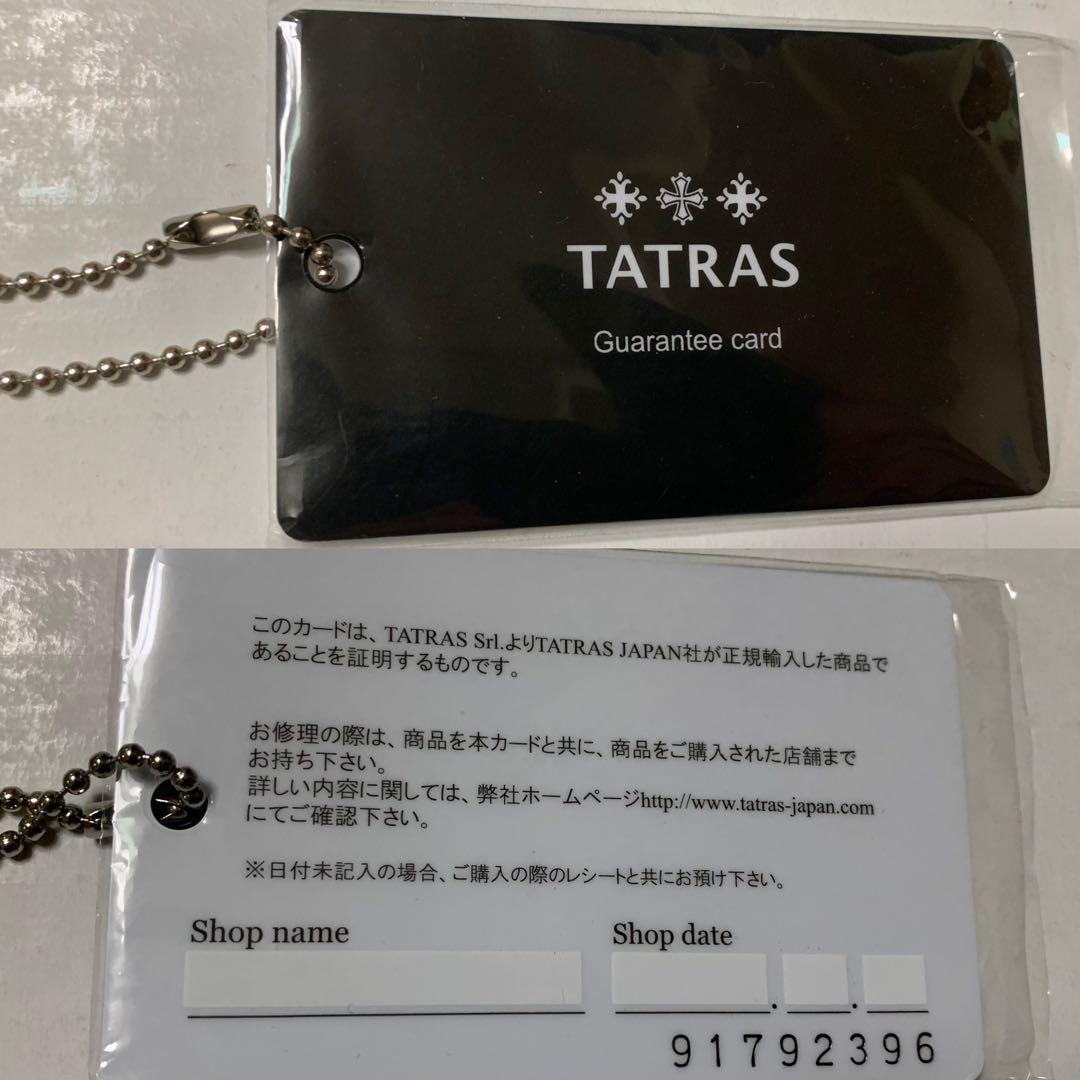 TATRAS
Guarantee card
このカードは、TATRAS Srl.よりTATRAS JAPAN社が正規輸入した商品で
あることを証明するものです。
お修理の際は、商品を本カードと共に、商品をご購入された店舗まで
お持ち下さい。
詳しい内容に関しては、弊社ホームページhttp://www.tatras-japan.com
にてご確認下さい。
※日付未記入の場合、ご購入の際のレシートと共にお預け下さい。
Shop name
Shop date
. .
91792396